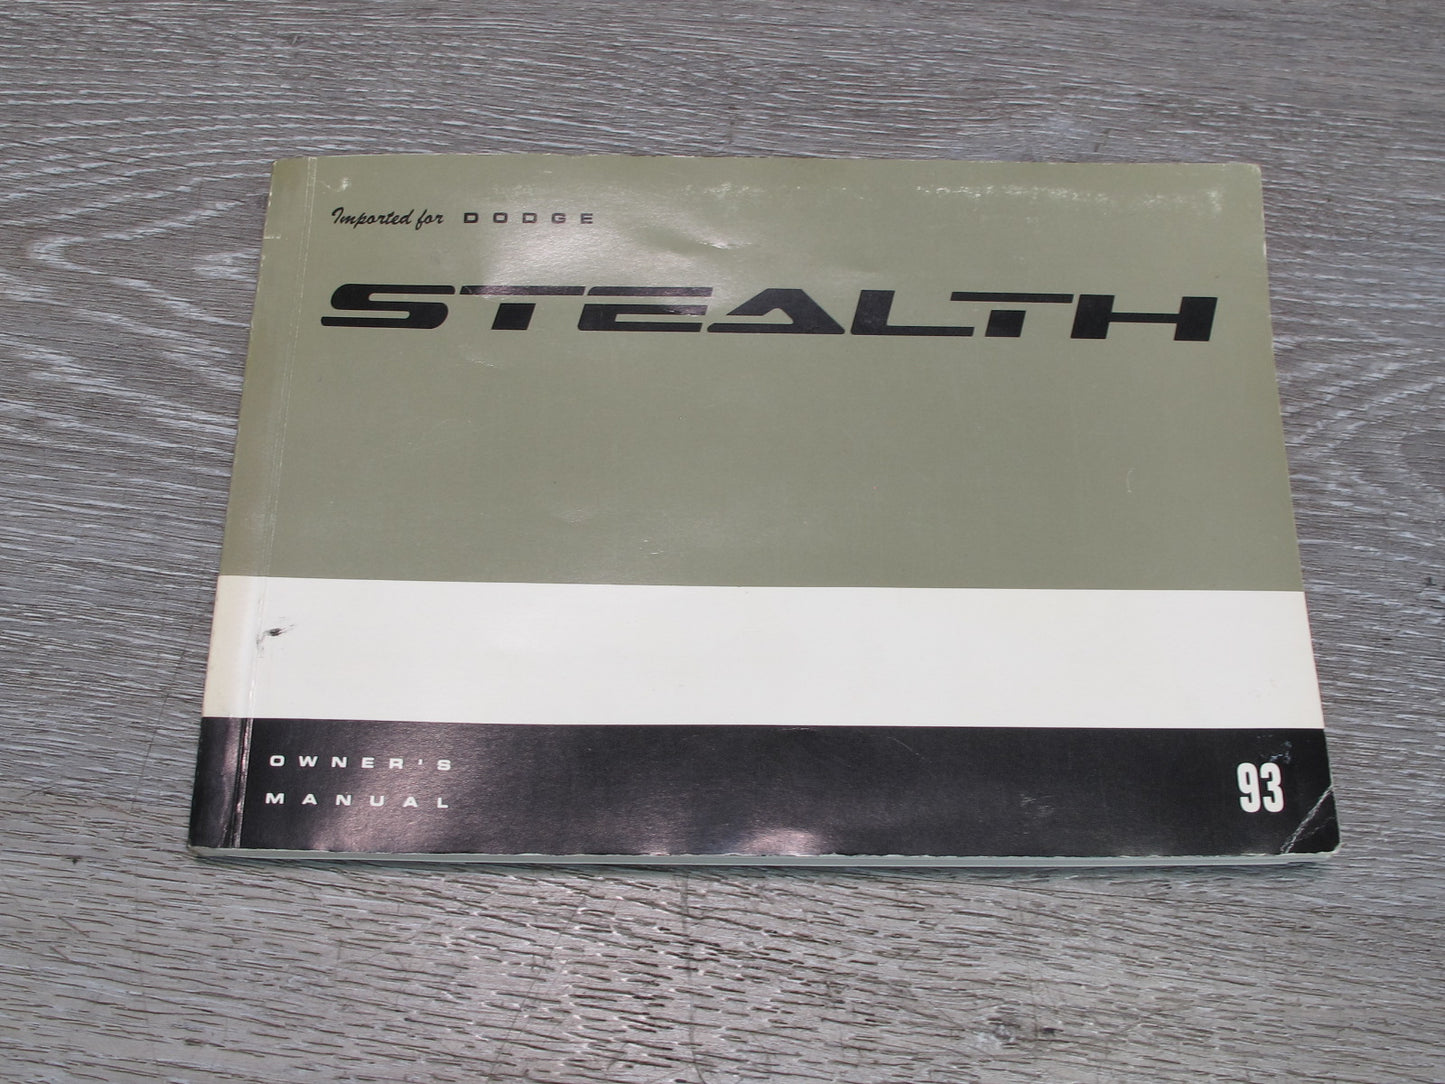 Imported for DODGE
STEALTH
OWNER'S
MANUAL
93